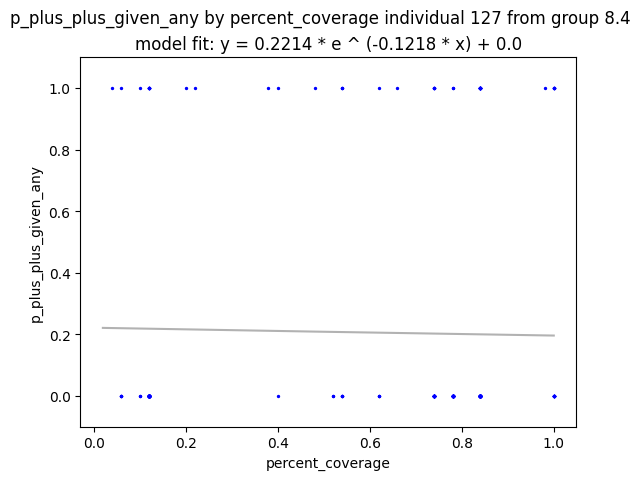 p_plus_plus_given_any by percent_coverage individual 127 from group 8.4
model fit: y = 0.2214 * e ^ (-0.1218 * x) + 0.0
1.0
0.8
0.6
0.4
0.2
0.0
p_plus_plus_given_any
0.0 0.2 0.4 0.6 0.8 1.0
percent_coverage